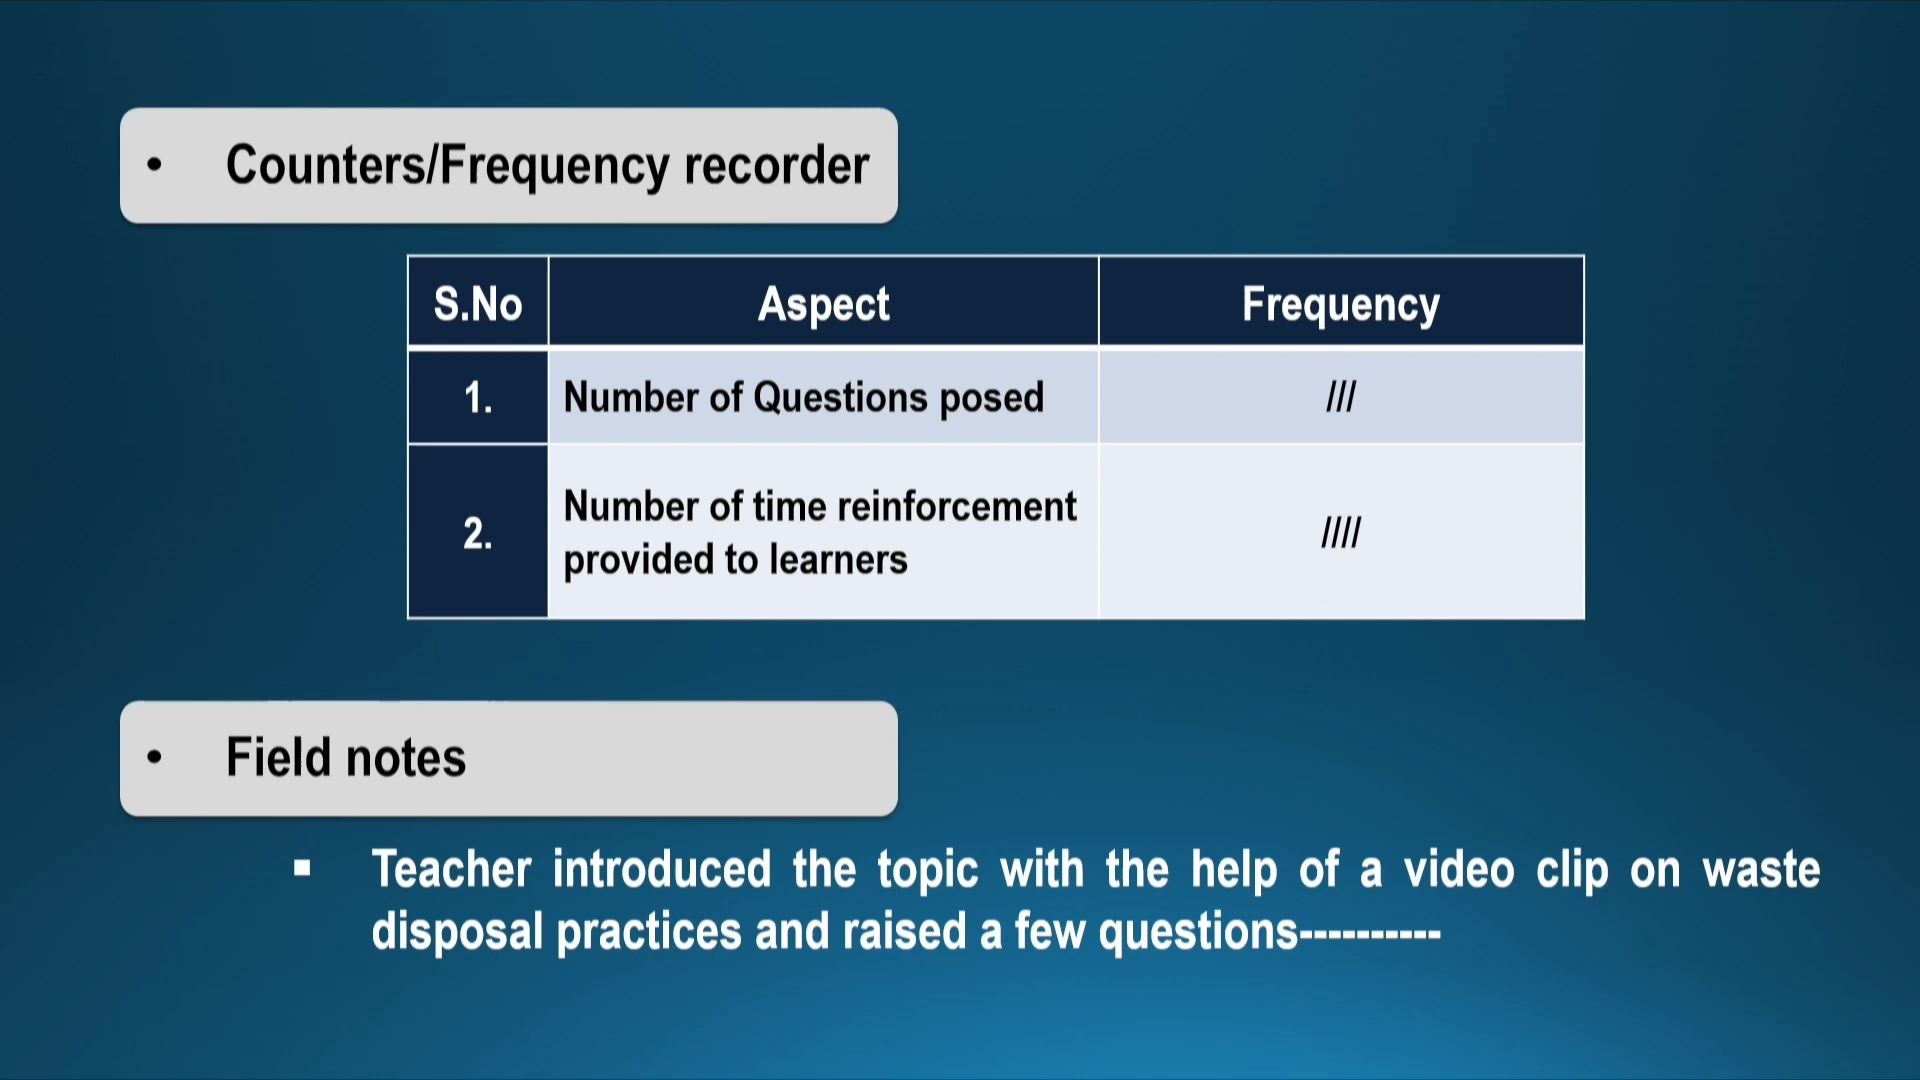 • Counters/Frequency recorder
S.No Aspect Frequency
1. Number of Questions posed ///
2. Number of time reinforcement
provided to learners ////
• Field notes
▪ Teacher introduced the topic with the help of a video clip on waste
disposal practices and raised a few questions----------